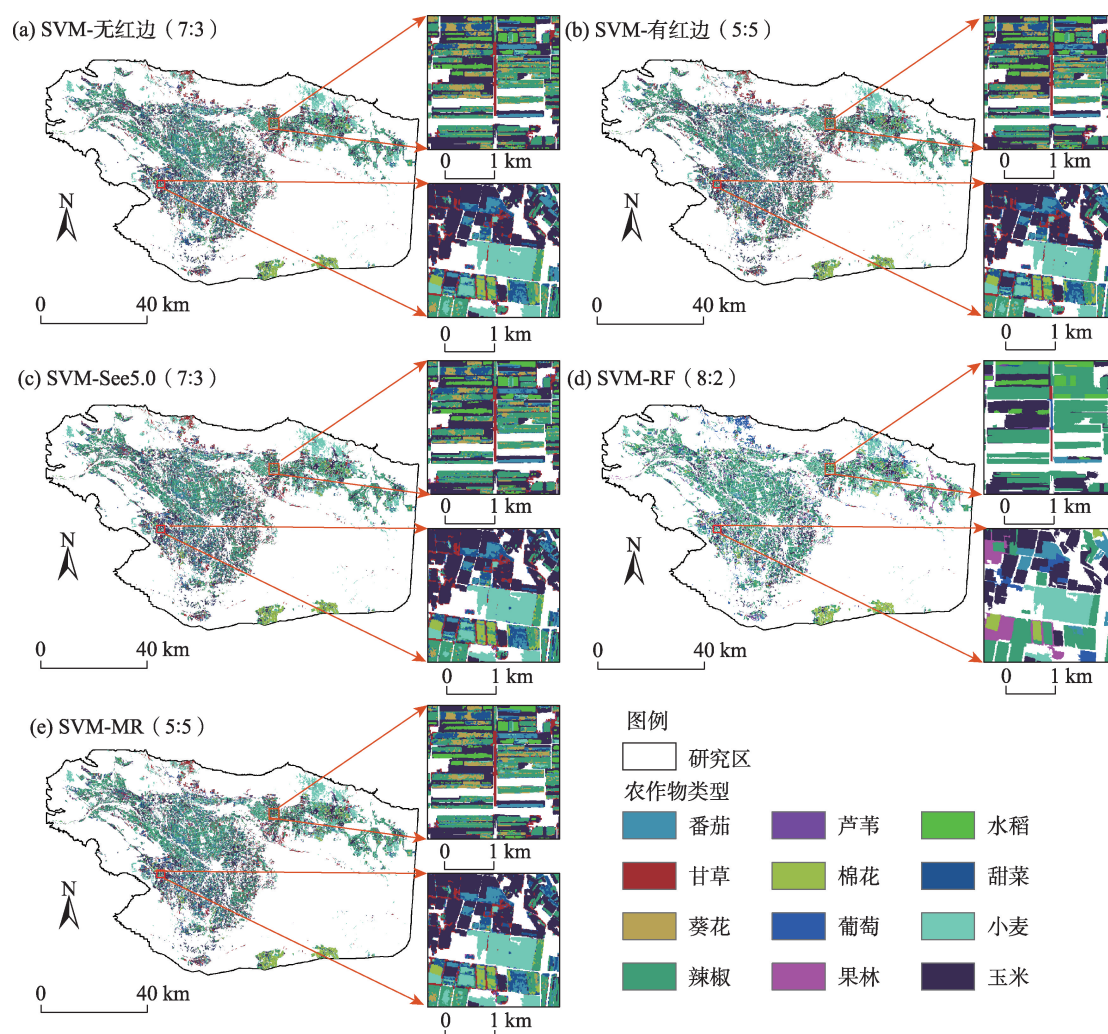 (a) SVM-无红边（7:3）
0 1 km
N
0 1 km
0 40 km
(b) SVM-有红边（5:5）
0 1 km
N
0 1 km
0 40 km
(c) SVM-See5.0（7:3）
0 1 km
N
0 1 km
0 40 km
(d) SVM-RF（8:2）
0 1 km
N
0 1 km
0 40 km
(e) SVM-MR（5:5）
0 1 km
N
0 1 km
0 40 km
图例
研究区
农作物类型
番茄 芦苇 水稻
甘草 棉花 甜菜
葵花 葡萄 小麦
辣椒 果林 玉米